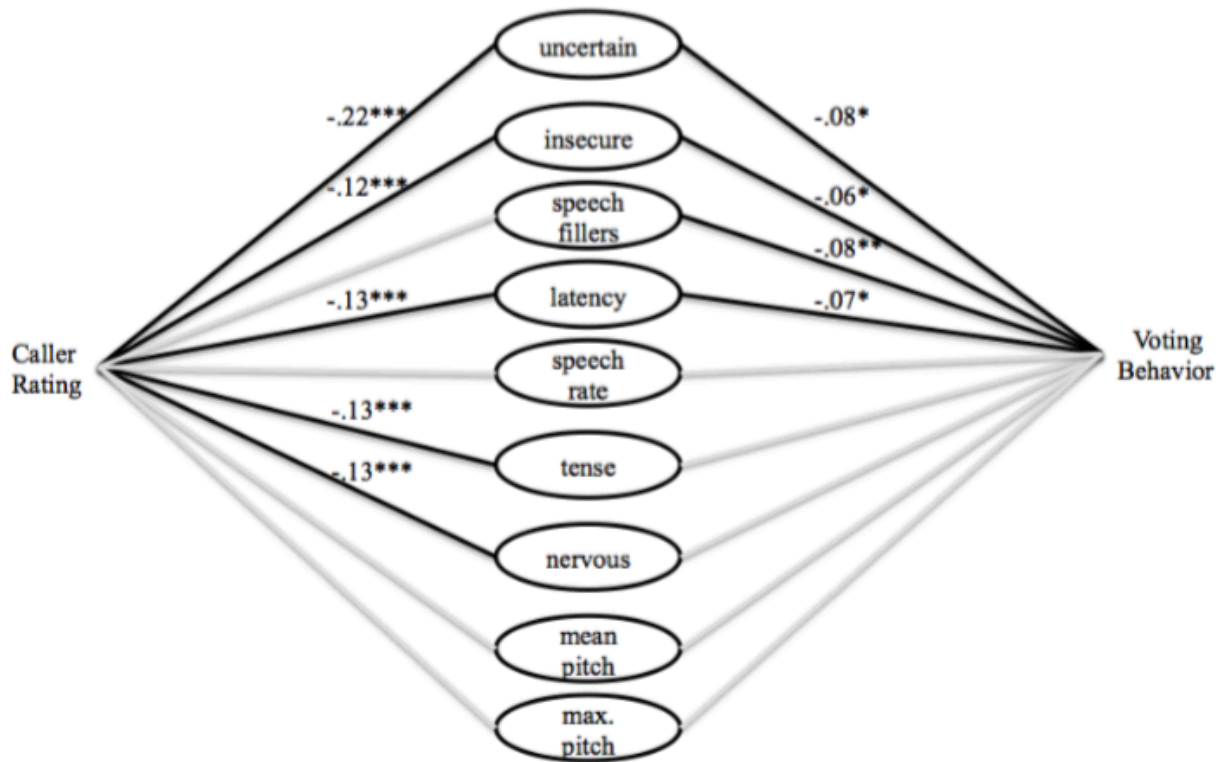 uncertain
-.22***
-.08*
insecure
-.12***
-.06*
speech
fillers
-.08**
latency
-.13***
-.07*
Caller
Rating
speech
rate
Voting
Behavior
-.13***
tense
-.13***
nervous
mean
pitch
max.
pitch